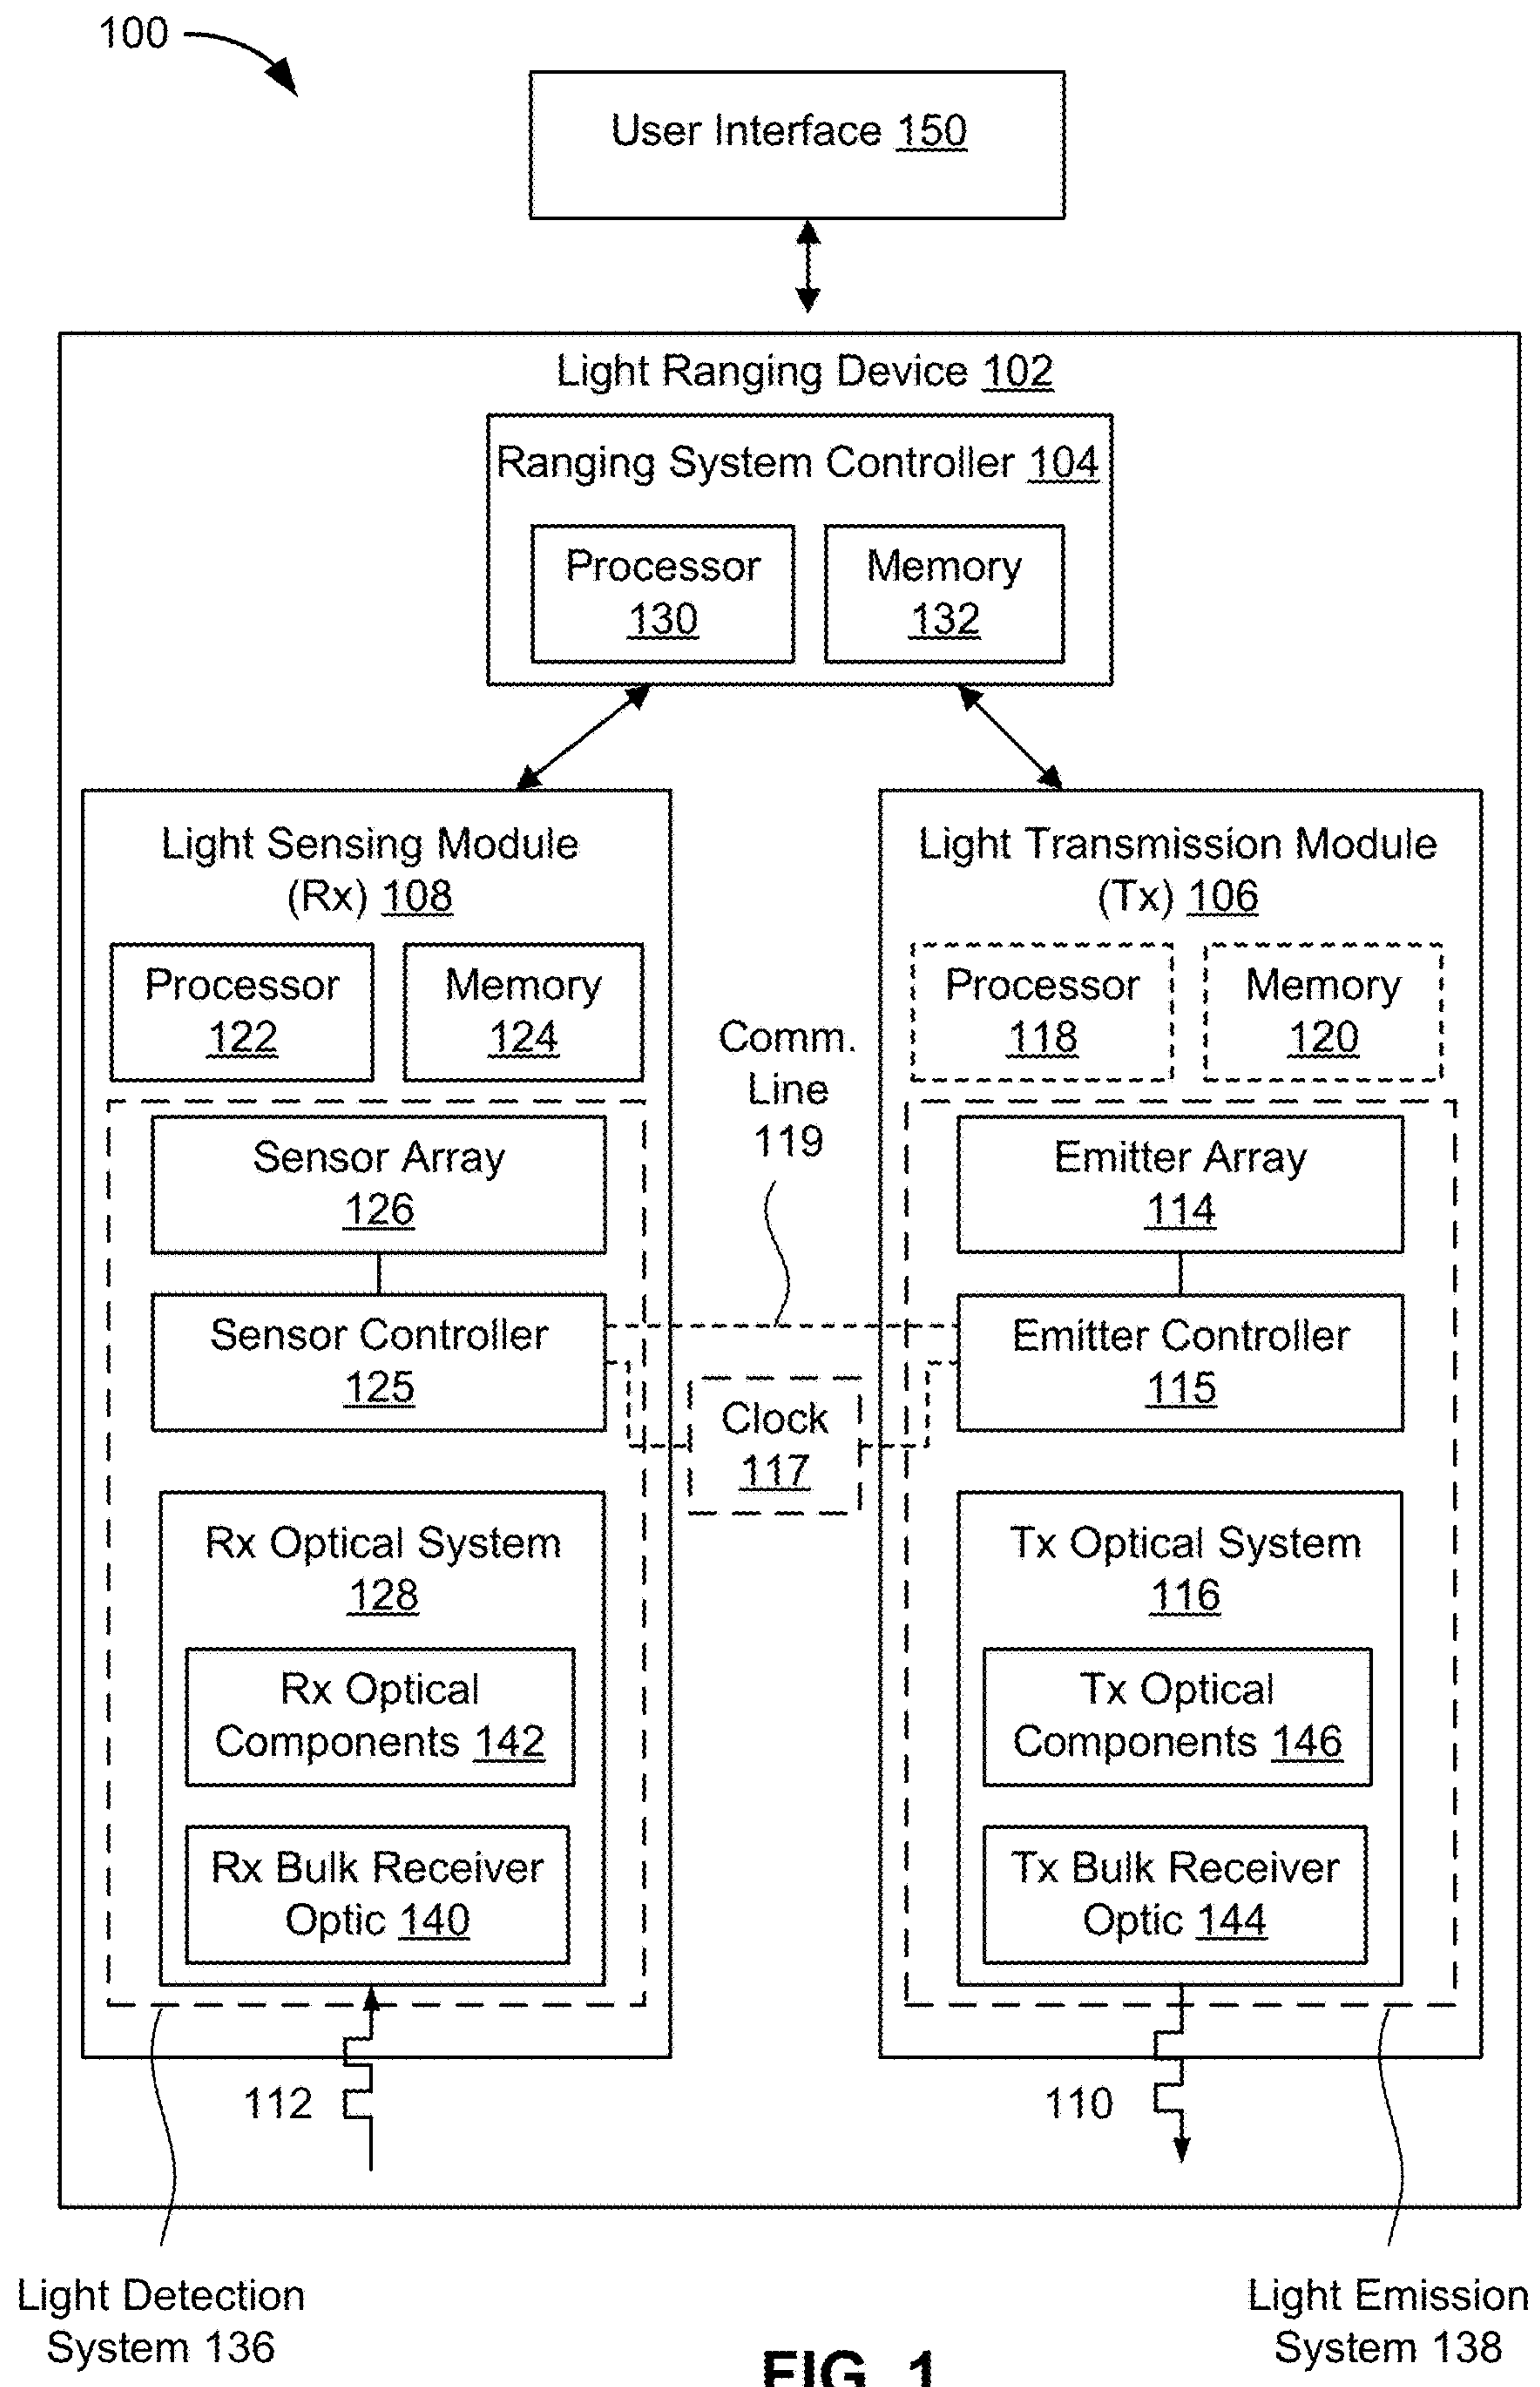 100
User Interface 150
Light Ranging Device 102
Ranging System Controller 104
Processor
130
Memory
132
Light Sensing Module
(Rx) 108
Processor
122
Memory
124
Sensor Array
126
Sensor Controller
125
Rx Optical System
128
Rx Optical
Components 142
Rx Bulk Receiver
Optic 140
112
Comm.
Line
119
Clock
117
Light Transmission Module
(Tx) 106
Processor
118
Memory
120
Emitter Array
114
Emitter Controller
115
Tx Optical System
116
Tx Optical
Components 146
Tx Bulk Receiver
Optic 144
110
Light Detection
System 136
Light Emission
System 138
FIG. 1